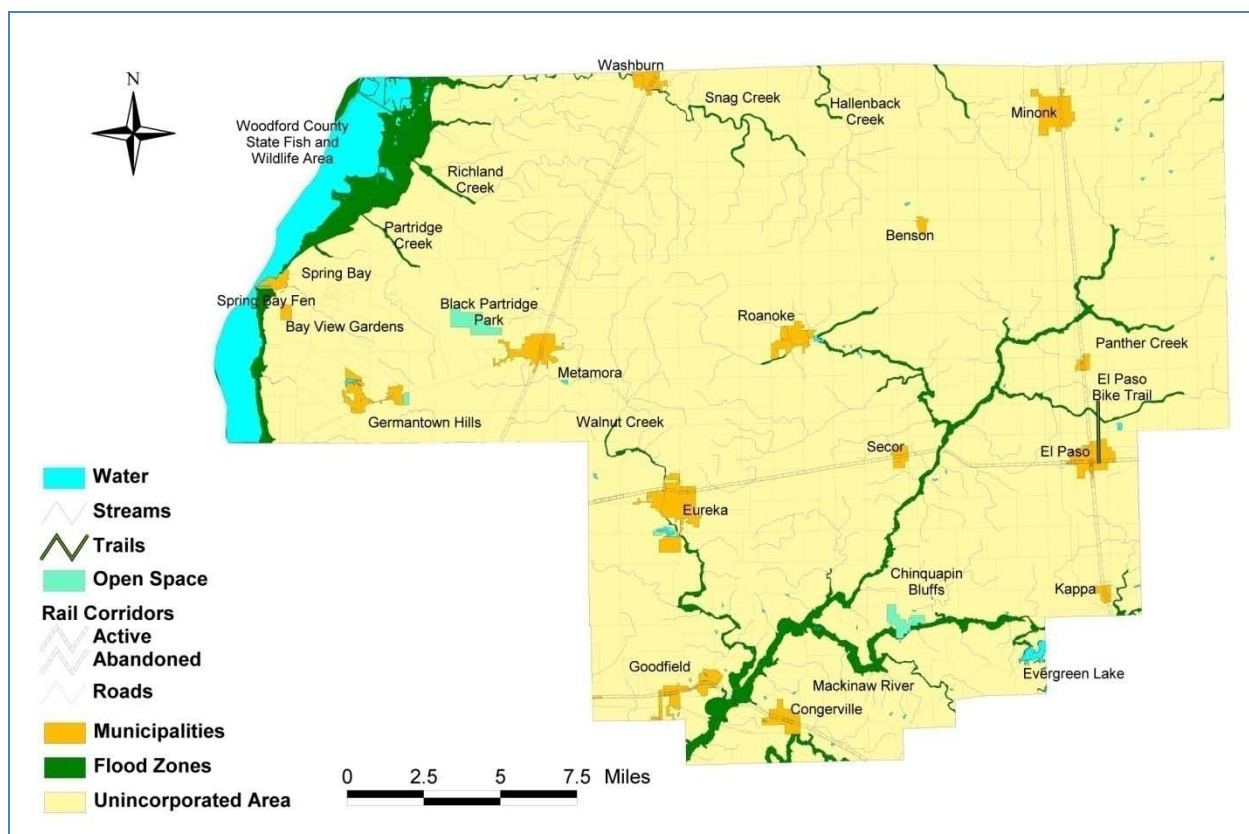 Washburn
N
Snag Creek
Hallenback
Creek
Minonk
Woodford County
State Fish and
Wildlife Area
Richland
Creek
Partridge
Creek
Benson
Spring Bay
Spring Bay Fen
Bay View Gardens
Black Partridge
Park
Roanoke
Panther Creek
Metamora
El Paso
Bike Trail
Germantown Hills
Walnut Creek
Secor
El Paso
Eureka
Chinquapin
Bluffs
Kappa
Goodfield
Evergreen Lake
Mackinaw River
Congerville
Water
Streams
Trails
Open Space
Rail Corridors
Active
Abandoned
Roads
Municipalities
Flood Zones
Unincorporated Area
0 2.5 5 7.5 Miles